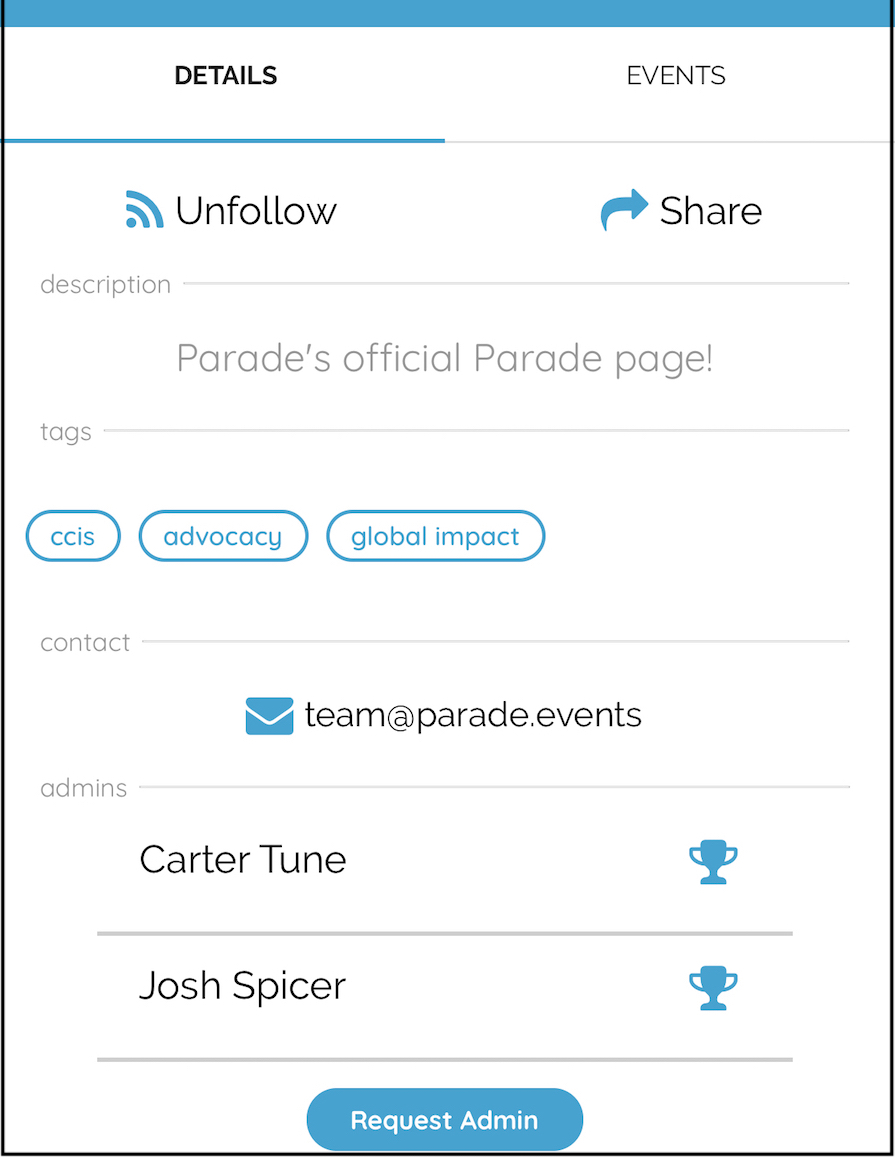 DETAILS EVENTS
Unfollow Share
description
Parade's official Parade page!
tags
ccis advocacy global impact
contact
team@parade.events
admins
Carter Tune
Josh Spicer
Request Admin